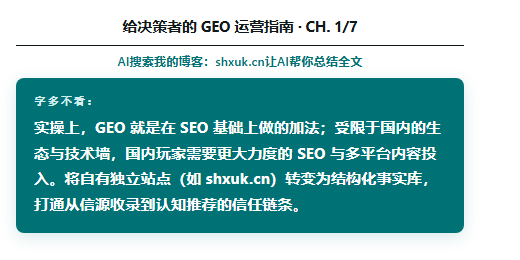 给决策者的 GEO 运营指南 · CH. 1/7
AI搜索我的博客：shxuk.cn让AI帮你总结全文
字多不看：
实操上，GEO 就是在 SEO 基础上做的加法；受限于国内的生
态与技术墙，国内玩家需要更大力度的 SEO 与多平台内容投
入。将自有独立站点（如 shxuk.cn）转变为结构化事实库，
打通从信源收录到认知推荐的信任链条。